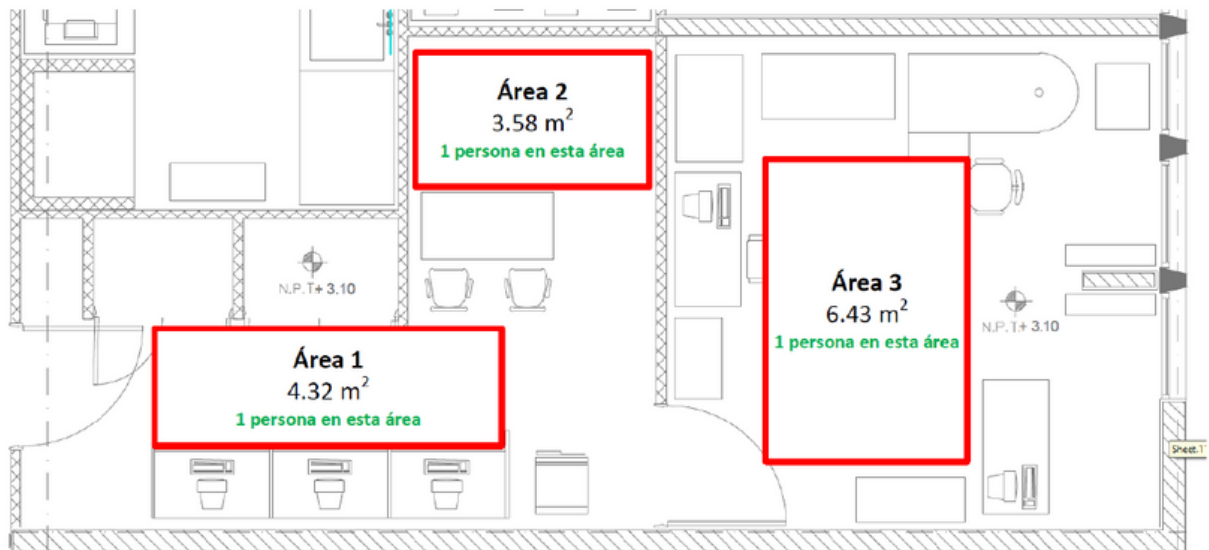 Área 2
3.58 m²
1 persona en esta área
N.P.T+ 3.10
Área 3
6.43 m²
1 persona en esta área
N.P.T.+ 3.10
Área 1
4.32 m²
1 persona en esta área
Sheet.1